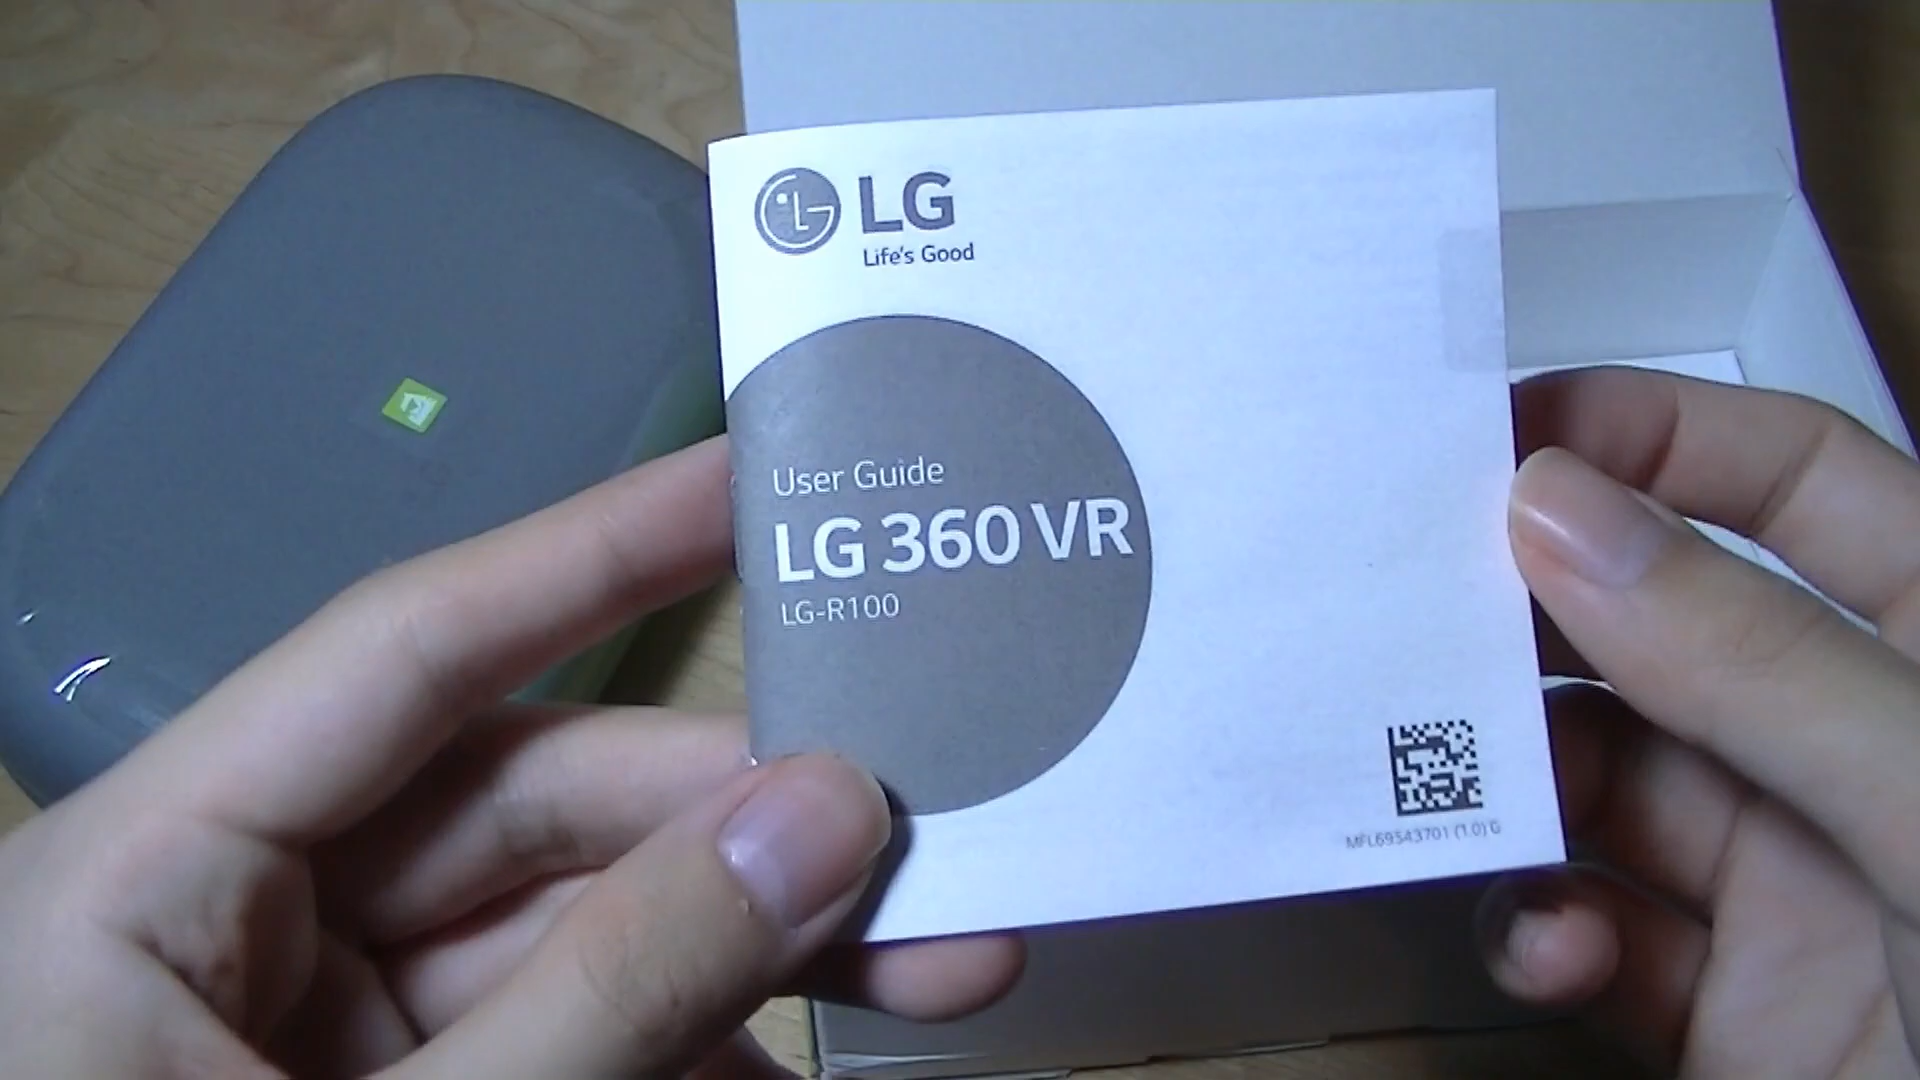 LG
Life's Good
User Guide
LG 360 VR
LG-R100
MFL69543701 (1.0) G